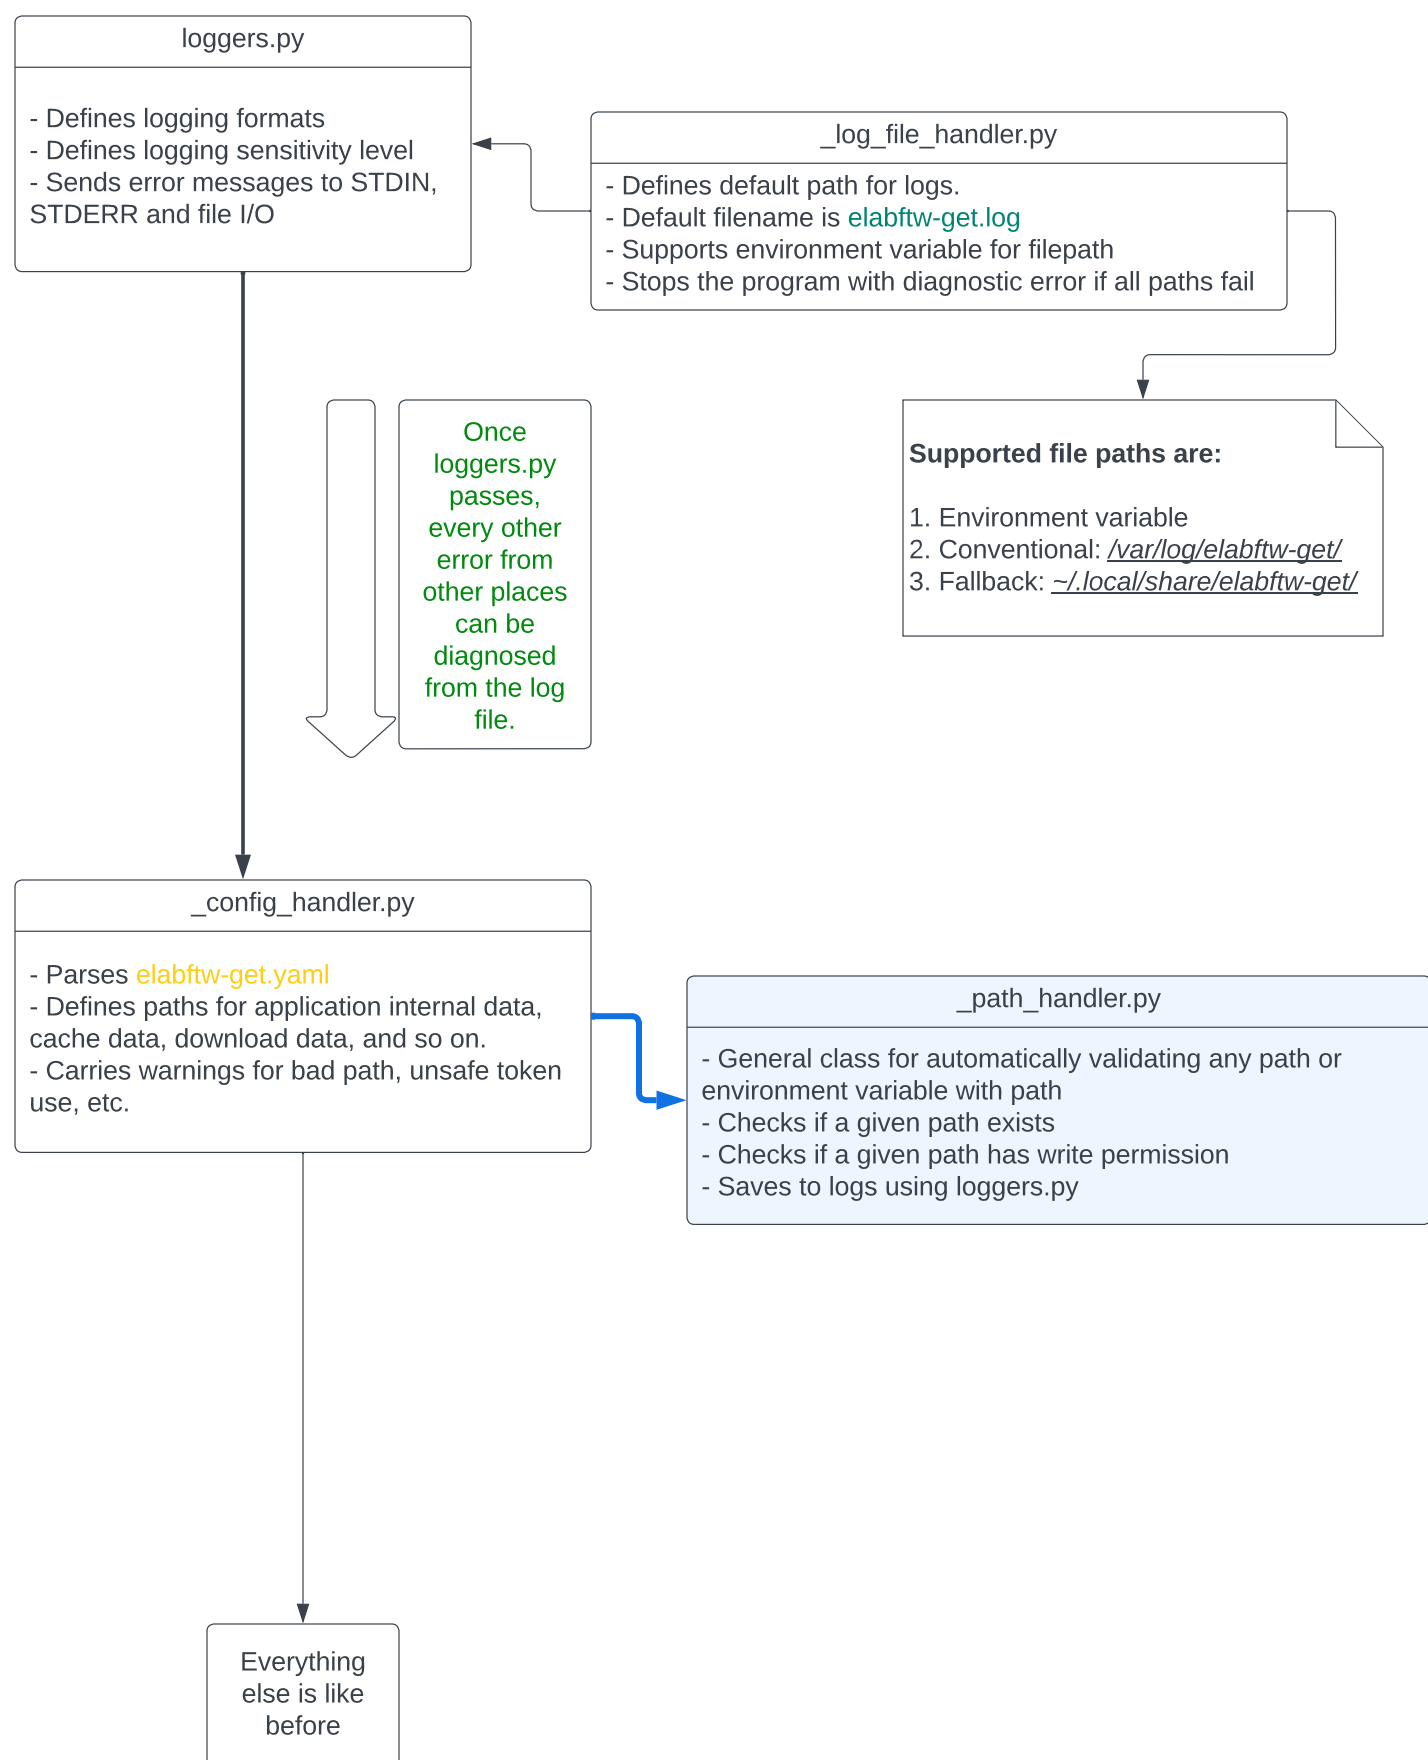 loggers.py
- Defines logging formats
- Defines logging sensitivity level
- Sends error messages to STDIN,
STDERR and file I/O
_log_file_handler.py
- Defines default path for logs.
- Default filename is elabftw-get.log
- Supports environment variable for filepath
- Stops the program with diagnostic error if all paths fail
Once
loggers.py
passes,
every other
error from
other places
can be
diagnosed
from the log
file.
Supported file paths are:
1. Environment variable
2. Conventional: /var/log/elabftw-get/
3. Fallback: ~/.local/share/elabftw-get/
_config_handler.py
- Parses elabftw-get.yaml
- Defines paths for application internal data,
cache data, download data, and so on.
- Carries warnings for bad path, unsafe token
use, etc.
_path_handler.py
- General class for automatically validating any path or
environment variable with path
- Checks if a given path exists
- Checks if a given path has write permission
- Saves to logs using loggers.py
Everything
else is like
before